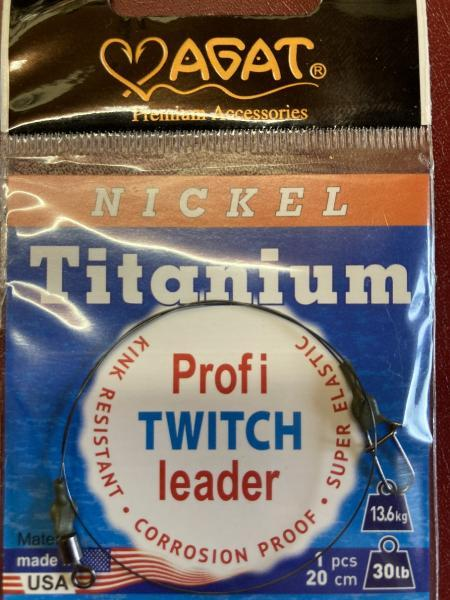 AGAT®
Premium Accessories
NICKEL
Titanium
KINK RESISTANT • CORROSION PROOF • SUPER ELASTIC
Profi
TWITCH
leader
13.6kg
made
USA
1 pcs
20 cm
30lb